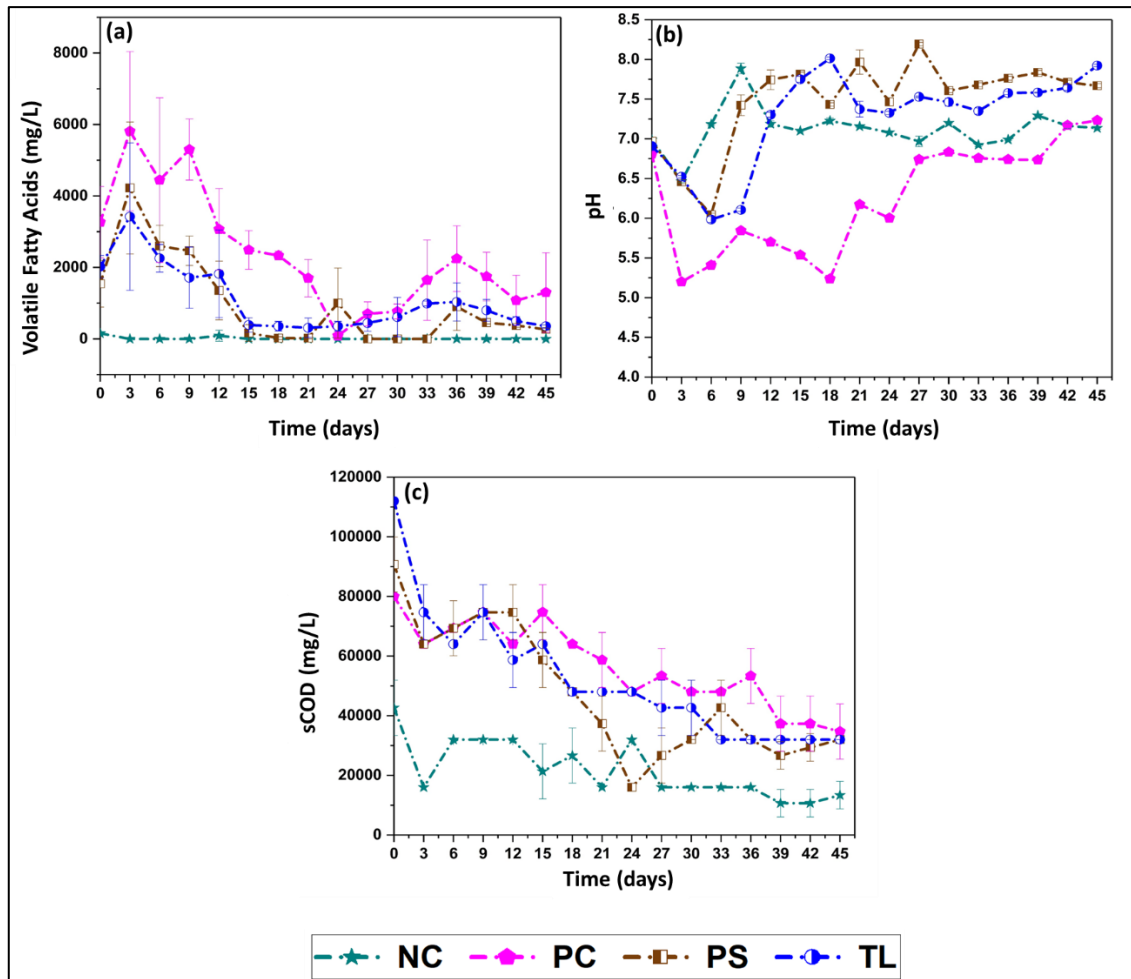 (a)
Volatile Fatty Acids (mg/L)
8000
6000
4000
2000
0
0 3 6 9 12 15 18 21 24 27 30 33 36 39 42 45
Time (days)
(b)
pH
8.5
8.0
7.5
7.0
6.5
6.0
5.5
5.0
4.5
4.0
0 3 6 9 12 15 18 21 24 27 30 33 36 39 42 45
Time (days)
(c)
sCOD (mg/L)
120000
100000
80000
60000
40000
20000
0
0 3 6 9 12 15 18 21 24 27 30 33 36 39 42 45
Time (days)
NC PC PS TL